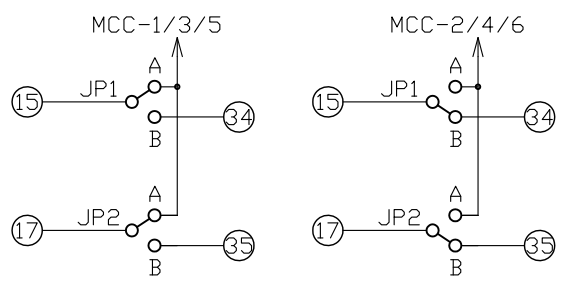 MCC-1/3/5 MCC-2/4/6
A A
15 JP1 15 JP1
34 34
B B
A A
17 JP2 17 JP2
35 35
B B